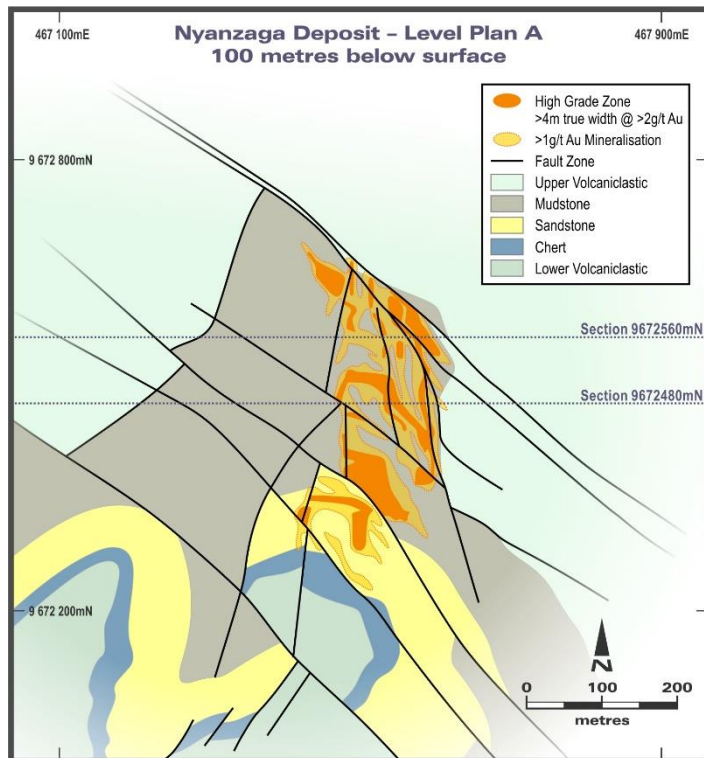 467 100mE
467 900mE
Nyanzaga Deposit – Level Plan A
100 metres below surface
High Grade Zone
>4m true width @ >2g/t Au
>1g/t Au Mineralisation
Fault Zone
Upper Volcaniclastic
Mudstone
Sandstone
Chert
Lower Volcaniclastic
9 672 800mN
Section 9672560mN
Section 9672480mN
9 672 200mN
N
0 100 200
metres